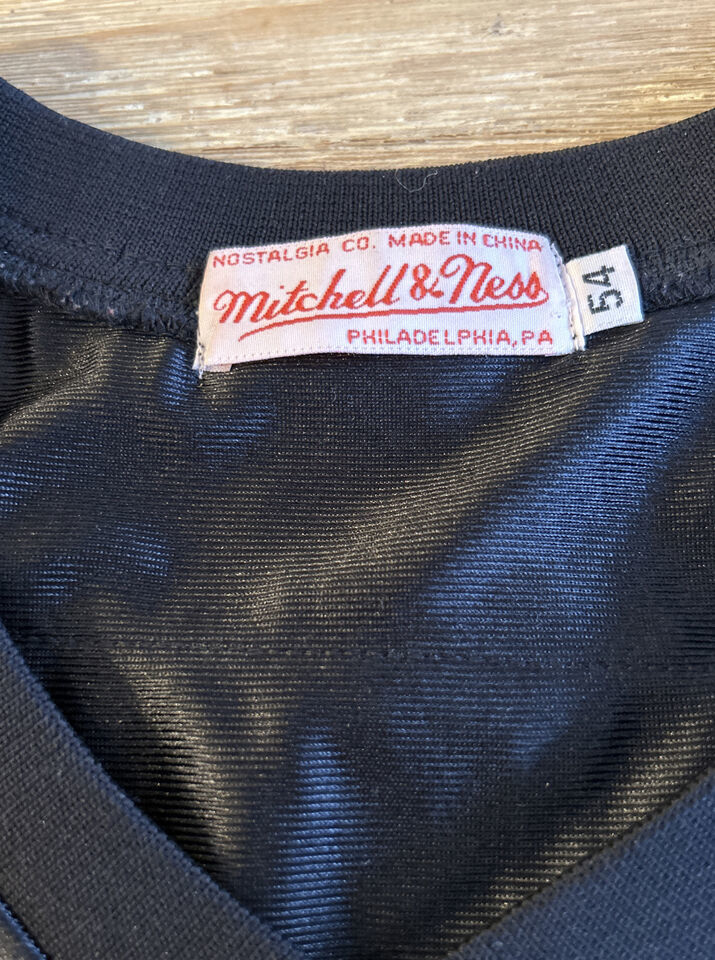 NOSTALGIA CO. MADE IN CHINA
Mitchell & Ness
PHILADELPHIA, PA
54